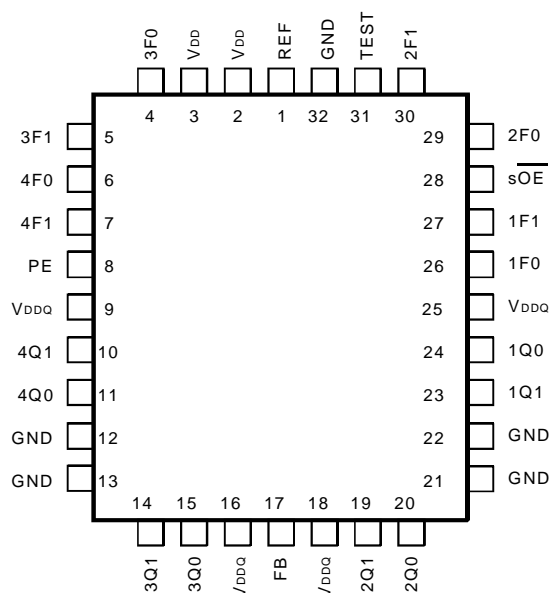 3F0 VDD VDD REF GND TEST 2F1
4 3 2 1 32 31 30
3F1 5 29 2F0
4F0 6 28 sOE
4F1 7 27 1F1
PE 8 26 1F0
VDDQ 9 25 VDDQ
4Q1 10 24 1Q0
4Q0 11 23 1Q1
GND 12 22 GND
GND 13 21 GND
14 15 16 17 18 19 20
3Q1 3Q0 VDDQ FB VDDQ 2Q1 2Q0